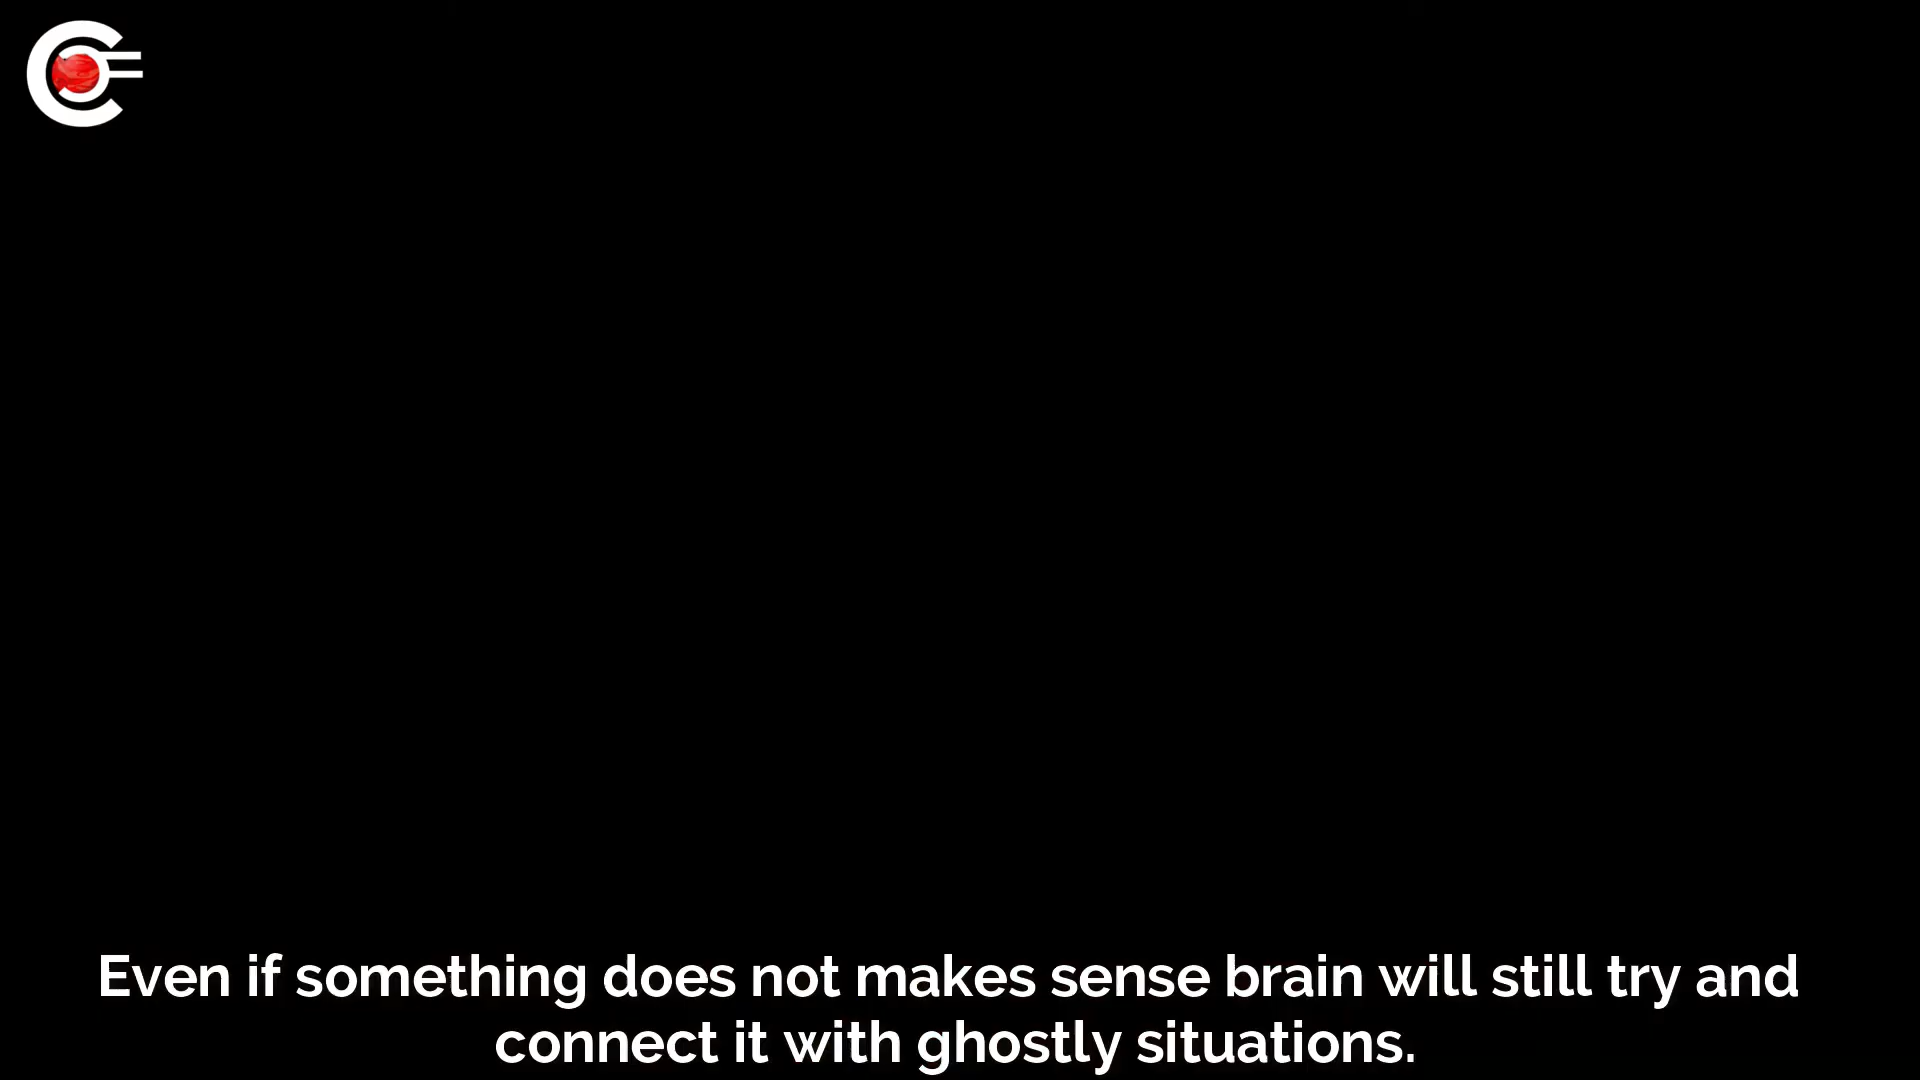 Even if something does not makes sense brain will still try and
connect it with ghostly situations.